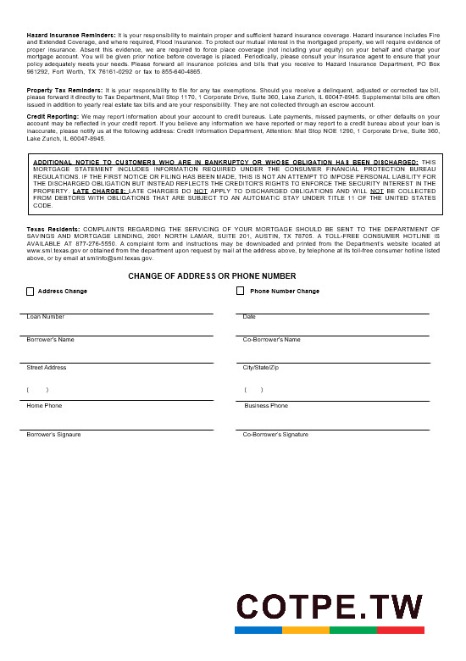 Hazard Insurance Reminders: It is your responsibility to maintain proper and sufficient hazard insurance coverage. Hazard Insurance includes Fire
and Extended Coverage, and where required, Flood Insurance. To protect our mutual interest in the mortgaged property, we will require evidence of
proper insurance. Absent this evidence, we may force place coverage (not including your equity) on your behalf and charge your
mortgage account. You will be given prior notice before coverage is placed. Periodically, please consult your insurance agent to ensure that your
policy adequately meets your needs. Please forward all insurance policies and bills that you receive to Hazard Insurance Department, PO Box
961292, Fort Worth, TX 76161-0292 or fax to 855-640-4865.
Property Tax Reminders: It is your responsibility to file for any tax exemptions. Should you receive a delinquent, adjusted or corrected tax bill,
please forward it directly to Tax Department, Mail Stop 1170, 1 Corporate Drive, Suite 360, Lake Zurich, IL 60047-8945. Supplemental bills are often
issued in addition to yearly real estate tax bills and are your responsibility. They are not collected through an escrow account.
Credit Reporting: We may report information about your account to credit bureaus. Late payments, missed payments, or other defaults on your
account may be reflected in your credit report. If you believe any information we have reported or may report to a credit bureau about your loan is
inaccurate, please notify us at the following address: Credit Information Department, Attention: Mail Stop NOE 1290, 1 Corporate Drive, Suite 360,
Lake Zurich, IL 60047-8945.
ADDITIONAL NOTICE TO CUSTOMERS WHO ARE IN BANKRUPTCY OR WHOSE OBLIGATION HAS BEEN DISCHARGED: THIS
MORTGAGE STATEMENT INCLUDES INFORMATION REQUIRED UNDER THE CONSUMER FINANCIAL PROTECTION BUREAU
REGULATIONS. IF THE FIRST NOTICE OR FILING HAS BEEN MADE, THIS IS NOT AN ATTEMPT TO IMPOSE PERSONAL LIABILITY FOR
THE DISCHARGED OBLIGATION BUT INSTEAD REFLECTS THE CREDITOR'S RIGHTS TO ENFORCE THE SECURITY INTEREST IN THE
PROPERTY. LATE CHARGES: LATE CHARGES DO NOT APPLY TO DISCHARGED OBLIGATIONS AND WILL NOT BE COLLECTED
FROM DEBTORS WITH OBLIGATIONS THAT ARE SUBJECT TO AN AUTOMATIC STAY UNDER TITLE 11 OF THE UNITED STATES
CODE.
Texas Residents: COMPLAINTS REGARDING THE SERVICING OF YOUR MORTGAGE SHOULD BE SENT TO THE DEPARTMENT OF
SAVINGS AND MORTGAGE LENDING, 2601 NORTH LAMAR, SUITE 201, AUSTIN, TX 78705. A TOLL-FREE CONSUMER HOTLINE IS
AVAILABLE AT 877-276-5550. A complaint form and instructions may be downloaded and printed from the Department's website located at
www.sml.texas.gov or obtained from the department upon request by mail at the address above, by telephone at its toll-free consumer hotline listed
above, or by email at smlinfo@sml.texas.gov.
CHANGE OF ADDRESS OR PHONE NUMBER
Address Change Phone Number Change
Loan Number Date
Borrower's Name Co-Borrower's Name
Street Address City/State/Zip
( ) ( )
Home Phone Business Phone
Borrower's Signaure Co-Borrower's Signature
COTPE.TW